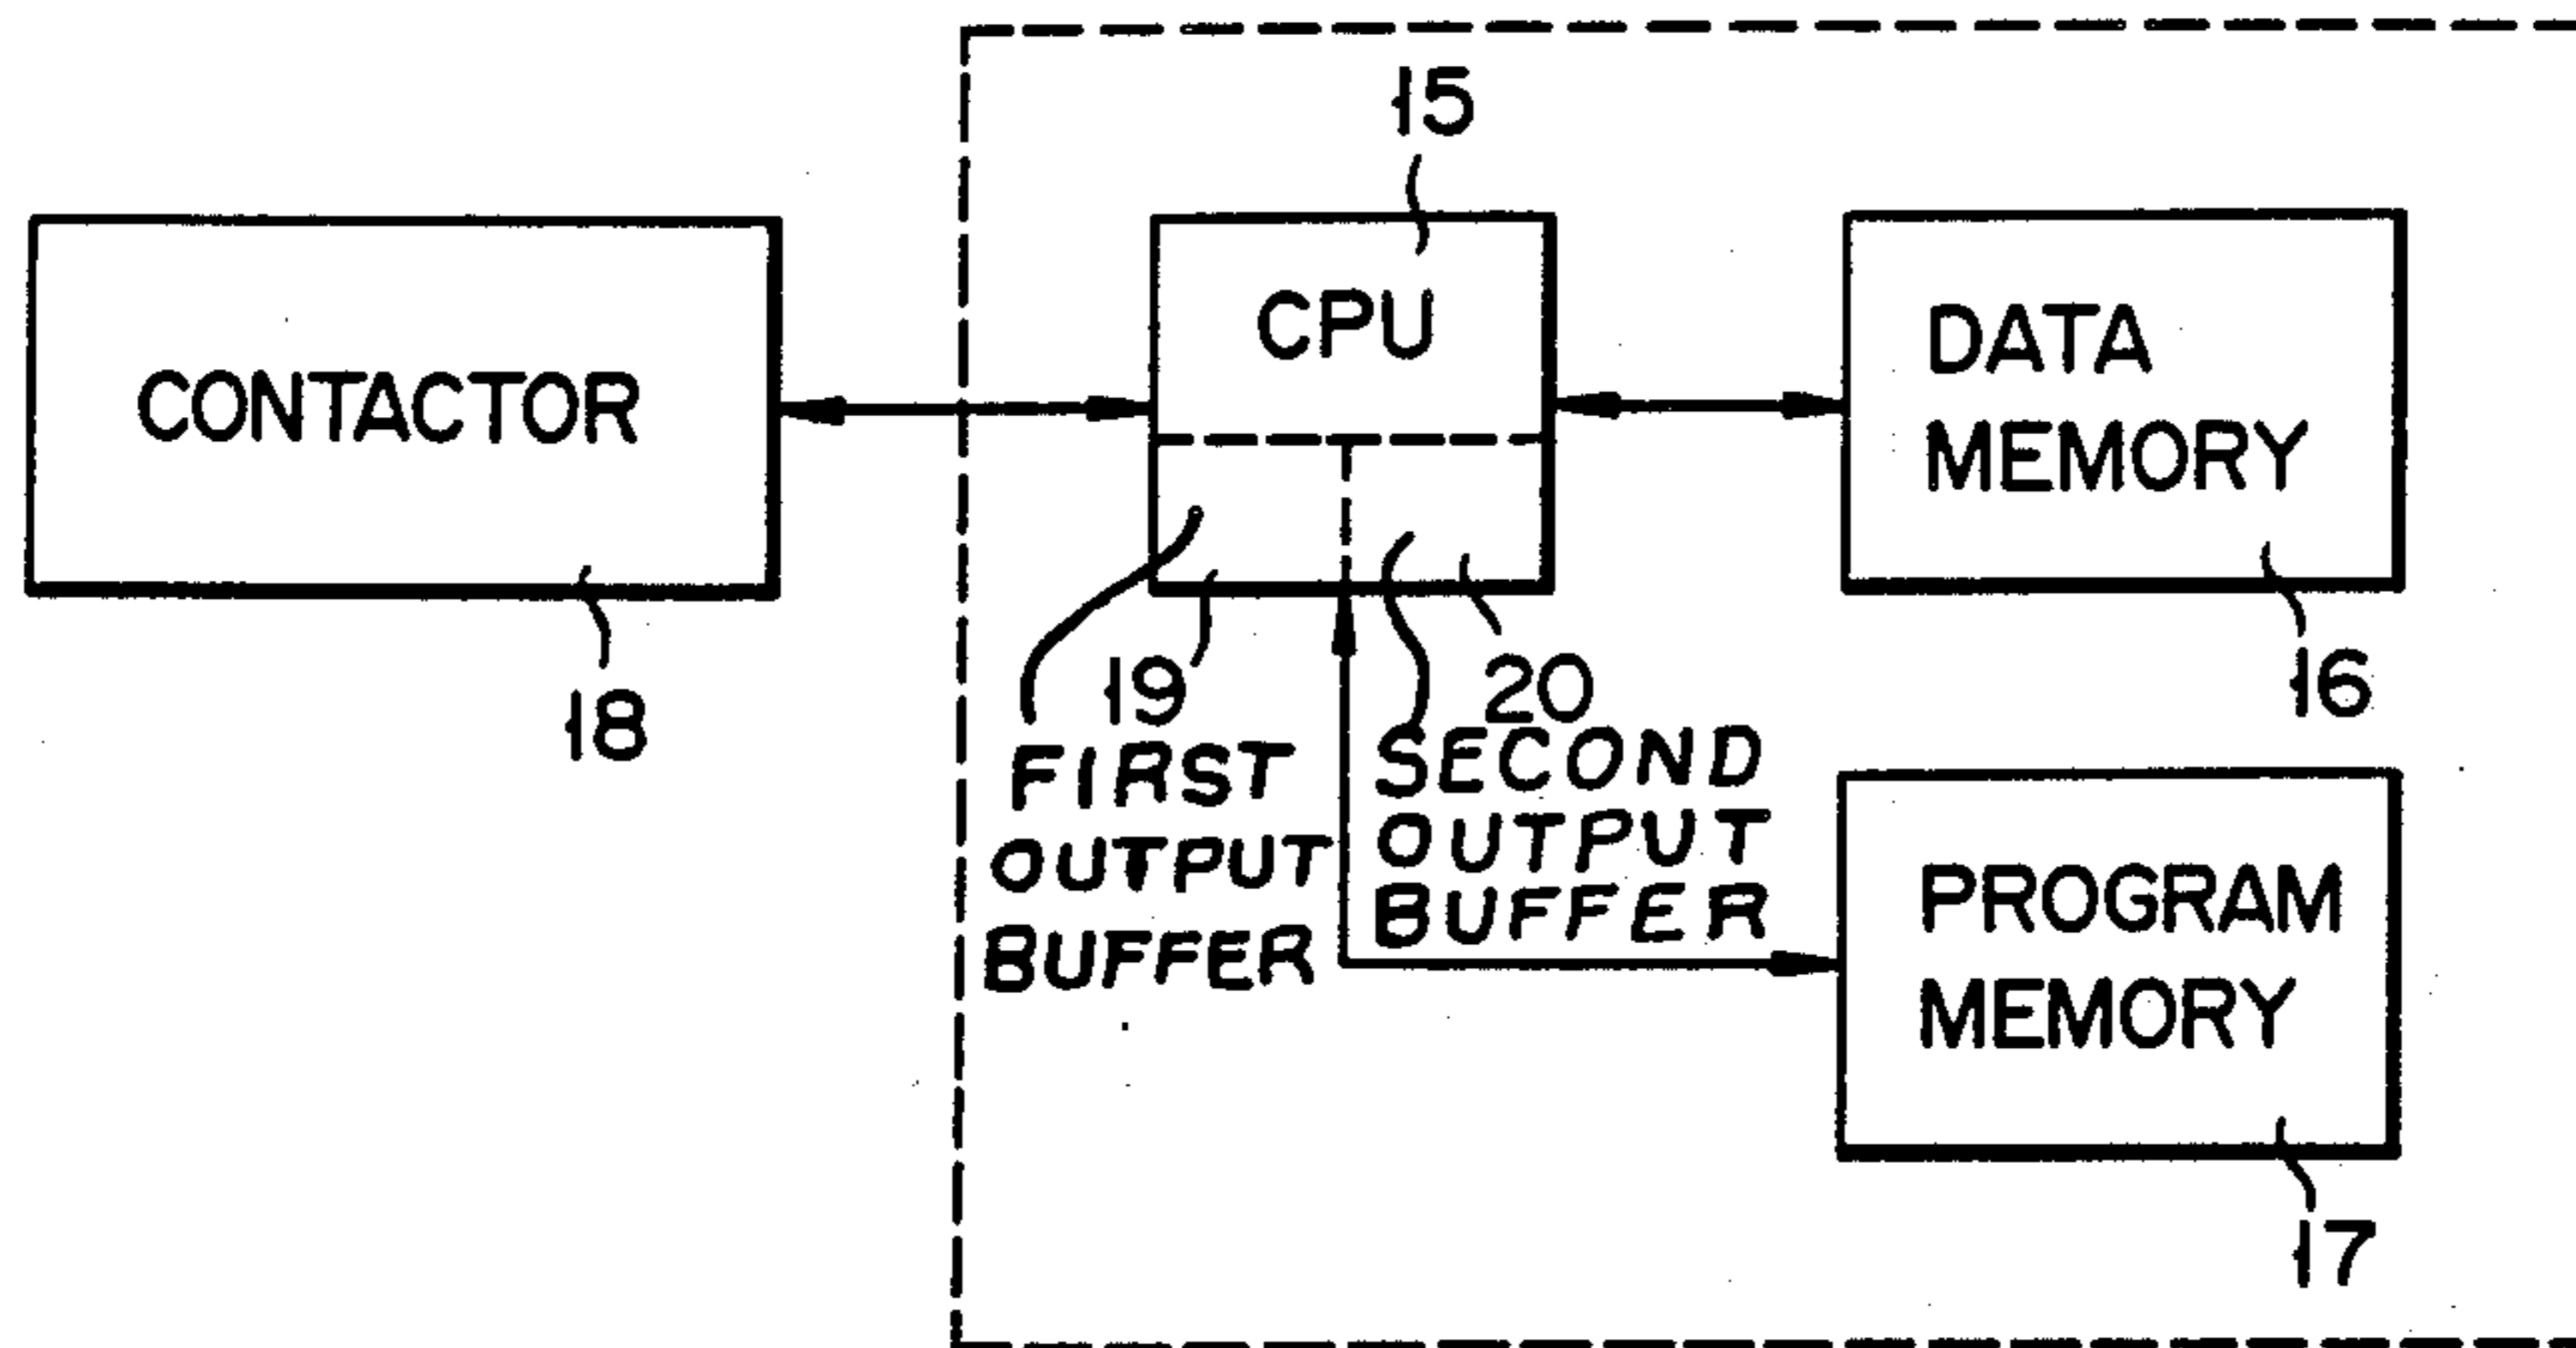 15
CONTACTOR
18
CPU
DATA
MEMORY
16
19
20
FIRST
OUTPUT
BUFFER
SECOND
OUTPUT
BUFFER
PROGRAM
MEMORY
17